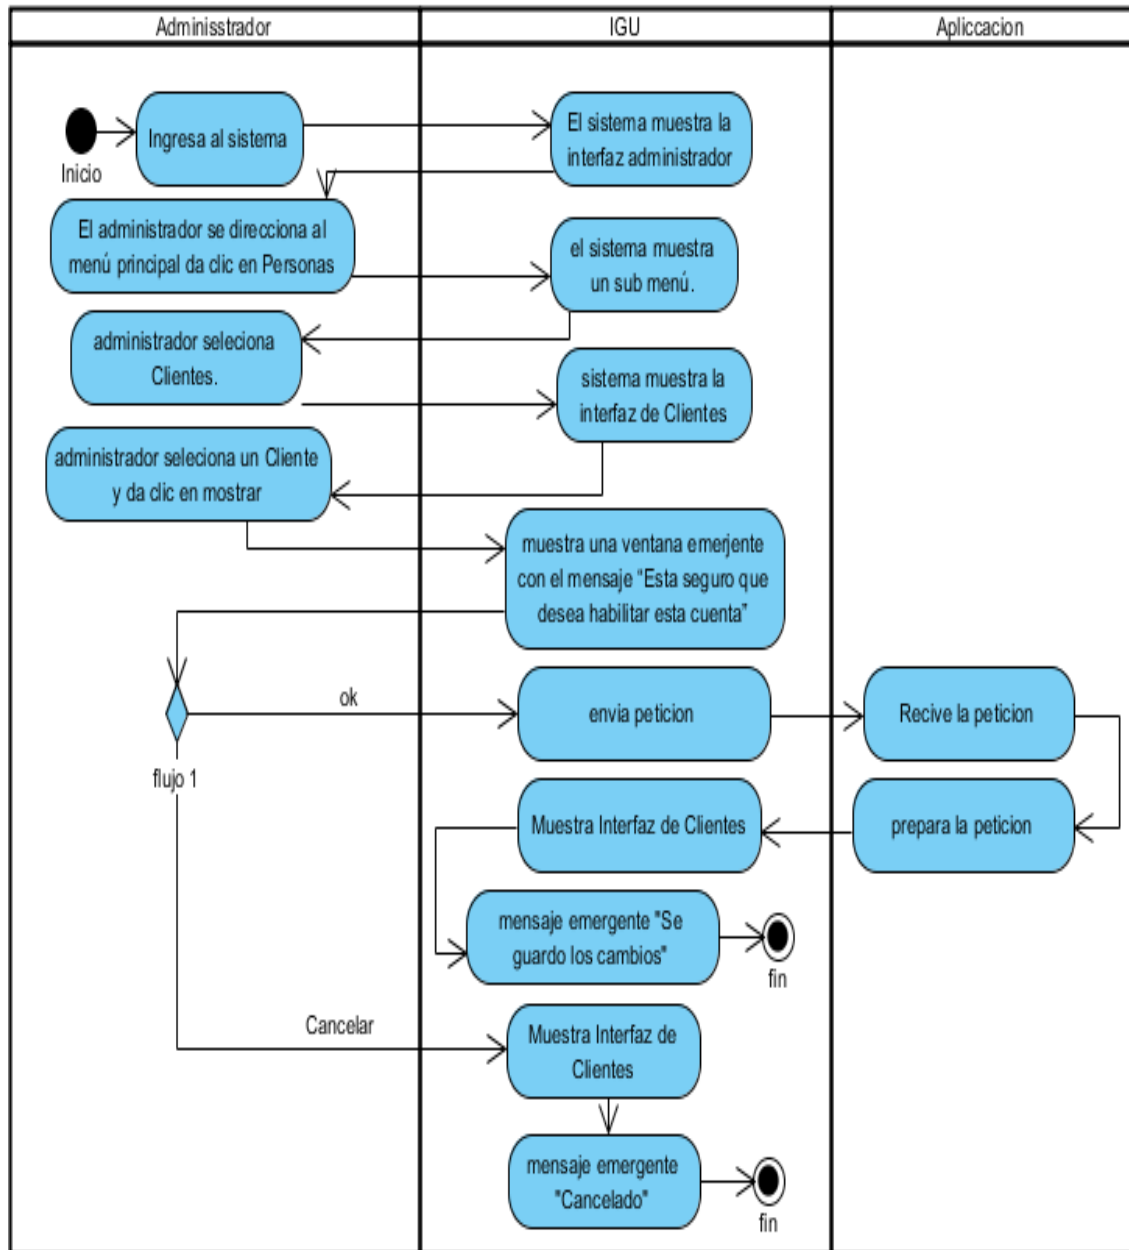 Adminisstrador
IGU
Apliccacion
Inicio
Ingresa al sistema
El sistema muestra la
interfaz administrador
El administrador se direcciona al
menú principal da clic en Personas
el sistema muestra
un sub menú.
administrador seleciona
Clientes.
sistema muestra la
interfaz de Clientes
administrador seleciona un Cliente
y da clic en mostrar
muestra una ventana emerjente
con el mensaje “Esta seguro que
desea habilitar esta cuenta”
ok
flujo 1
envia peticion
Recive la peticion
prepara la peticion
Muestra Interfaz de Clientes
mensaje emergente "Se
guardo los cambios"
fin
Cancelar
Muestra Interfaz de
Clientes
mensaje emergente
"Cancelado"
fin